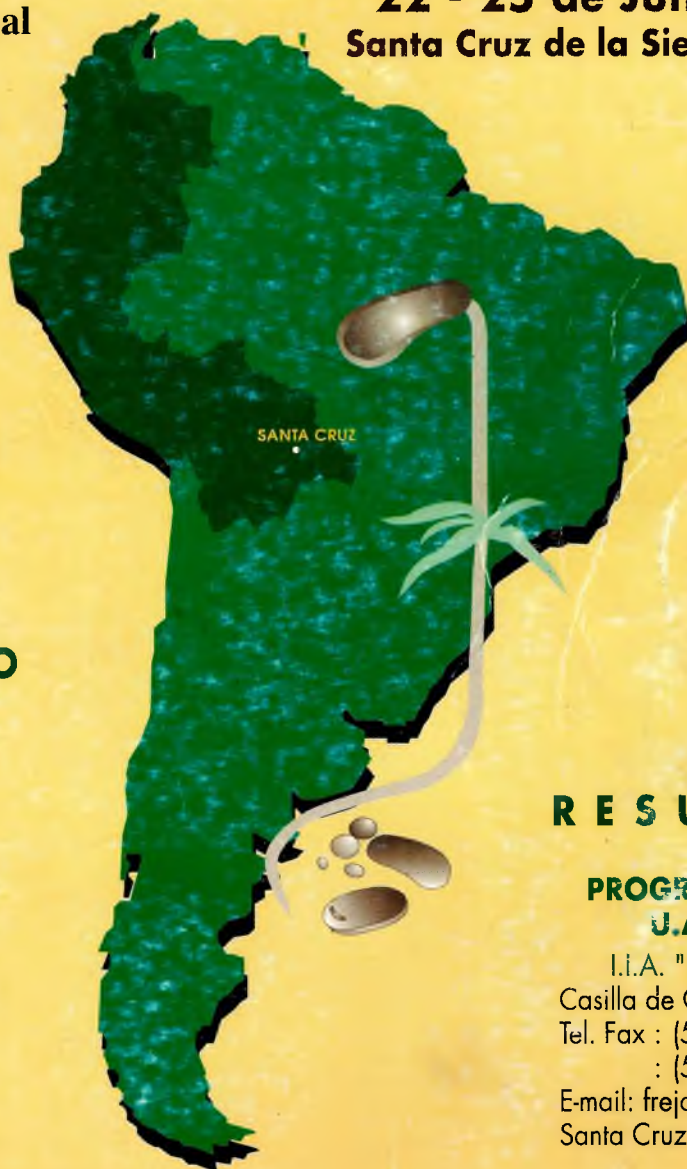 al
22 - 25 de Jun
Santa Cruz de la Sie
SANTA CRUZ
O
R E S U
PROGR
U.A
I.i.A. "
Casilla de C
Tel. Fax : (5
: (5
E-mail: frejo
Santa Cruz